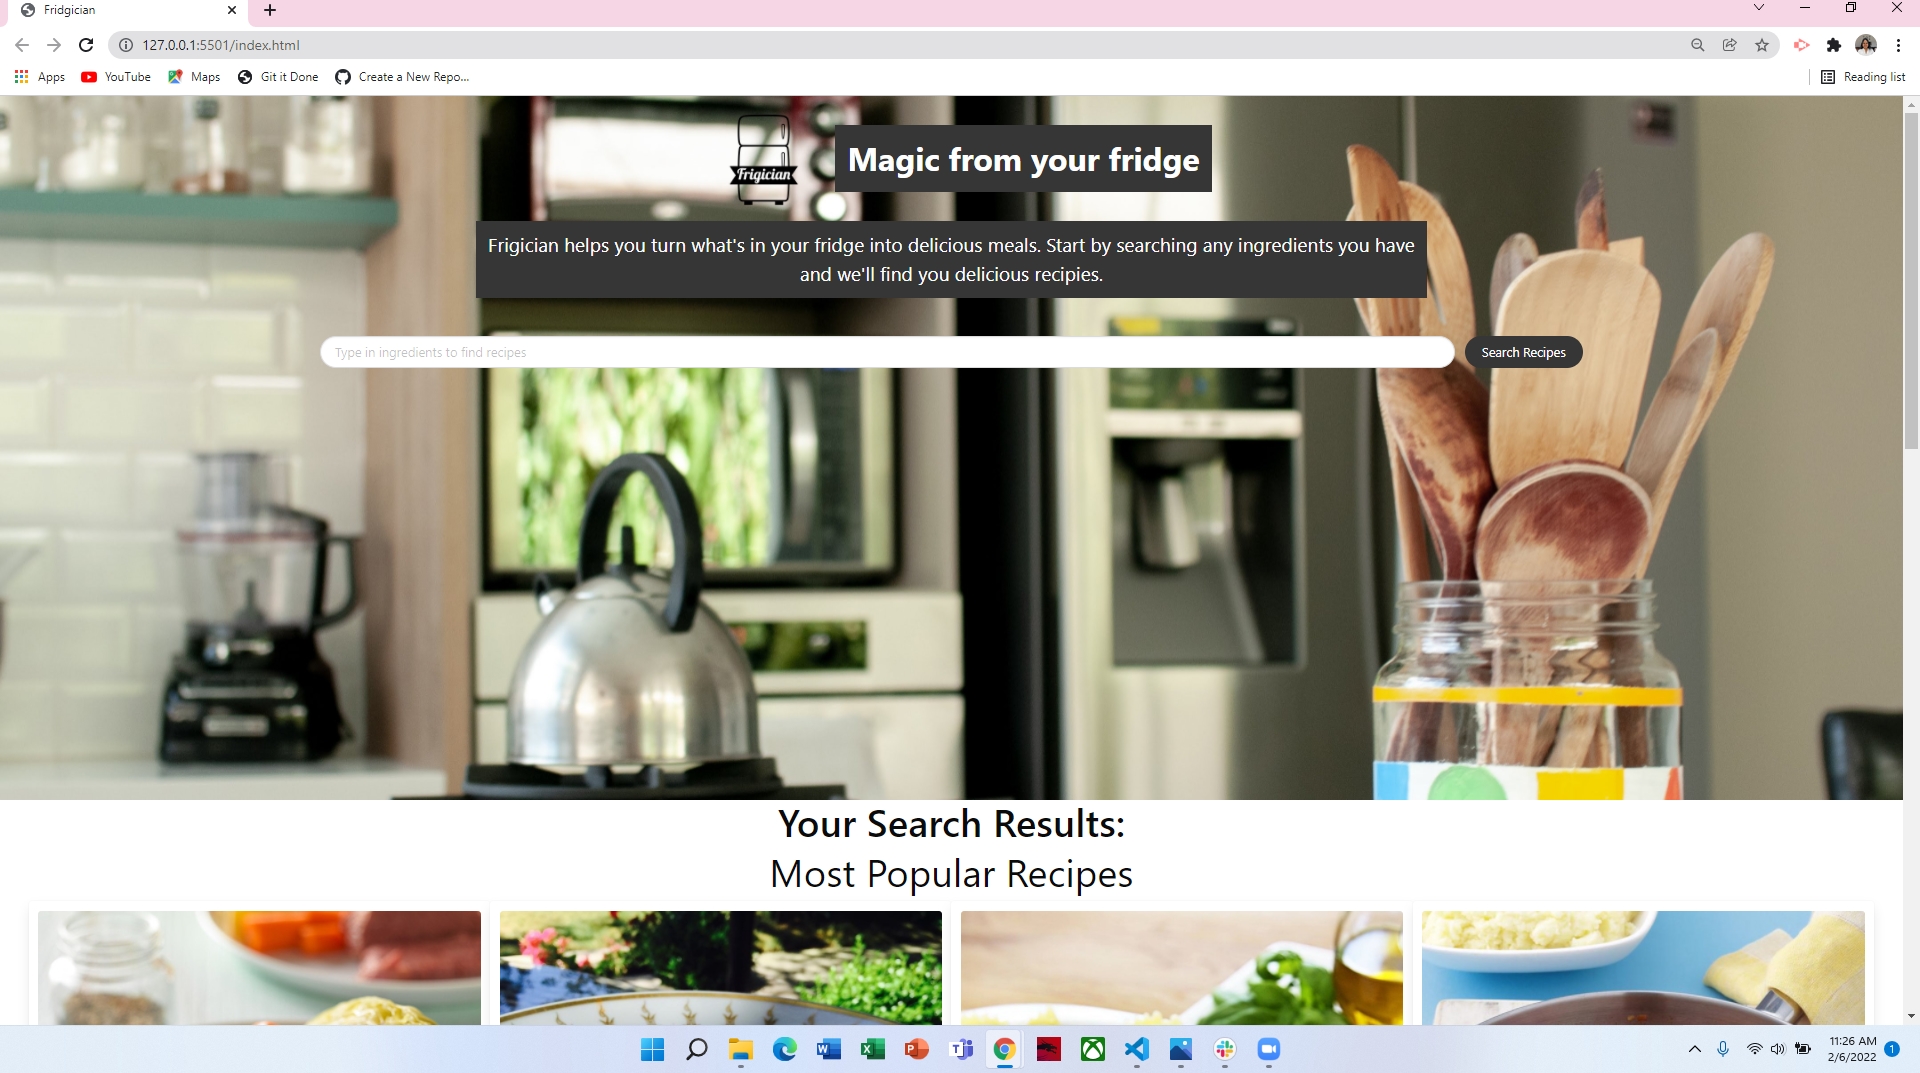 Fridgician
127.0.0.1:5501/index.html
Apps YouTube Maps Git it Done Create a New Repo... Reading list
Frigician
Magic from your fridge
Frigician helps you turn what's in your fridge into delicious meals. Start by searching any ingredients you have
and we'll find you delicious recipies.
Type in ingredients to find recipes
Search Recipes
Your Search Results:
Most Popular Recipes
11:26 AM
2/6/2022
1